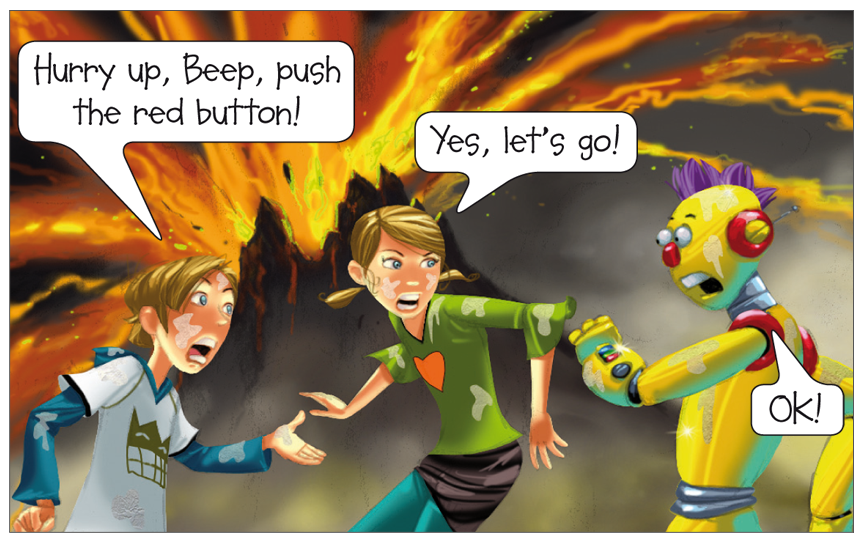 Hurry up, Beep, push
the red button!
Yes, let's go!
OK!